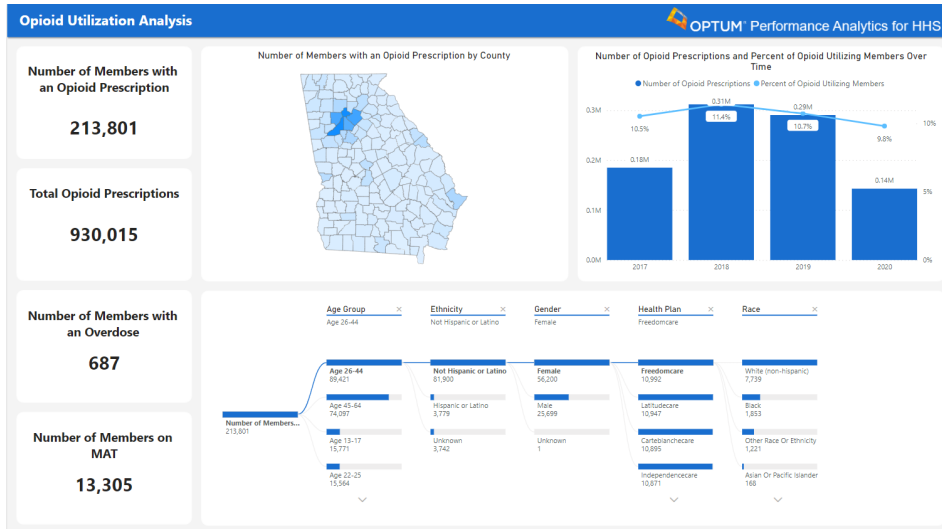 Opioid Utilization Analysis
OPTUM® Performance Analytics for HHS
Number of Members with
an Opioid Prescription
213,801
Total Opioid Prescriptions
930,015
Number of Members with
an Overdose
687
Number of Members on
MAT
13,305
Number of Members with an Opioid Prescription by County
Number of Opioid Prescriptions and Percent of Opioid Utilizing Members Over
Time
Number of Opioid Prescriptions Percent of Opioid Utilizing Members
0.3M
0.2M
0.1M
0.0M
10%
5%
0%
0.18M
0.31M
0.29M
0.14M
10.5%
11.4%
10.7%
9.8%
2017 2018 2019 2020
Number of Members...
213,801
Age Group ×
Age 26-44
Age 26-44
89,421
Age 45-64
74,097
Age 13-17
15,771
Age 22-25
15,564
Ethnicity ×
Not Hispanic or Latino
Not Hispanic or Latino
81,900
Hispanic or Latino
3,779
Unknown
3,742
Gender ×
Female
Female
56,200
Male
25,699
Unknown
1
Health Plan ×
Freedomcare
Freedomcare
10,992
Latitudecare
10,947
Carteblanchecare
10,895
Independencecare
10,871
Race ×
White (non-hispanic)
7,739
Black
1,853
Other Race Or Ethnicity
1,221
Asian Or Pacific Islander
168